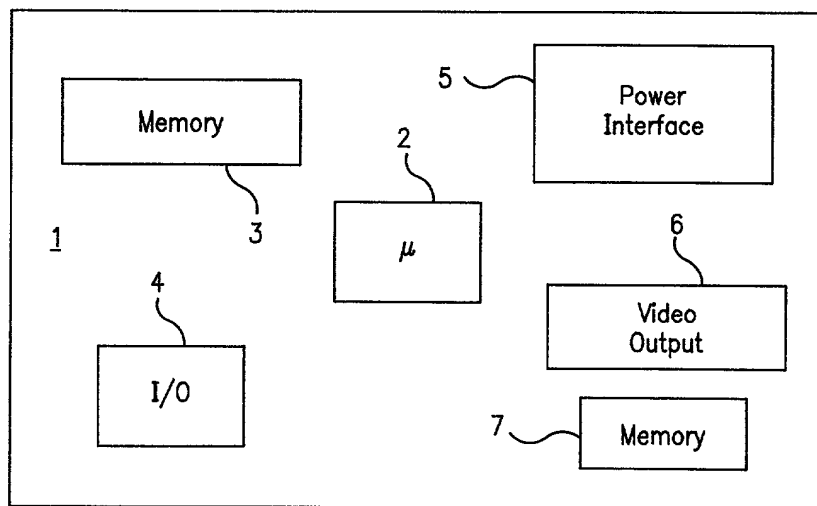 5
Power
Interface
Memory
2
3
1
μ
6
4
Video
Output
I/O
7
Memory